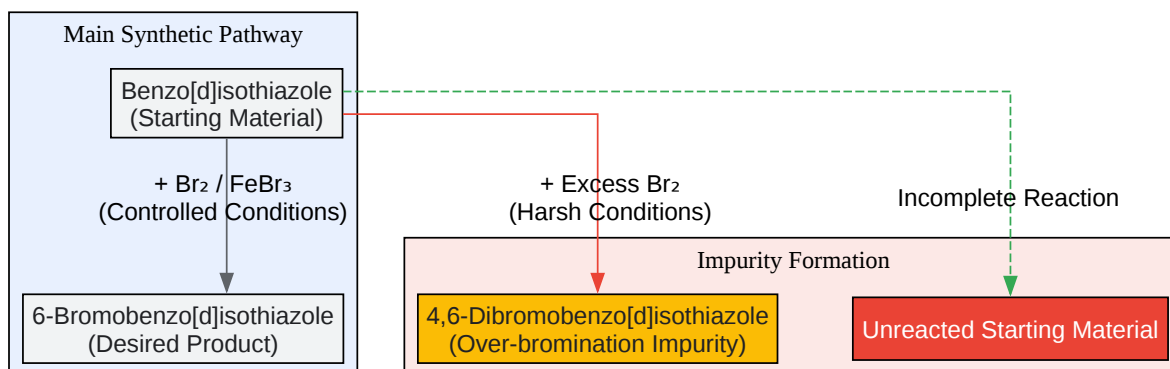 Main Synthetic Pathway
Benzo[d]isothiazole
(Starting Material)
+ Br₂ / FeBr₃
(Controlled Conditions)
+ Excess Br₂
(Harsh Conditions)
Incomplete Reaction
Impurity Formation
6-Bromobenzo[d]isothiazole
(Desired Product)
4,6-Dibromobenzo[d]isothiazole
(Over-bromination Impurity)
Unreacted Starting Material